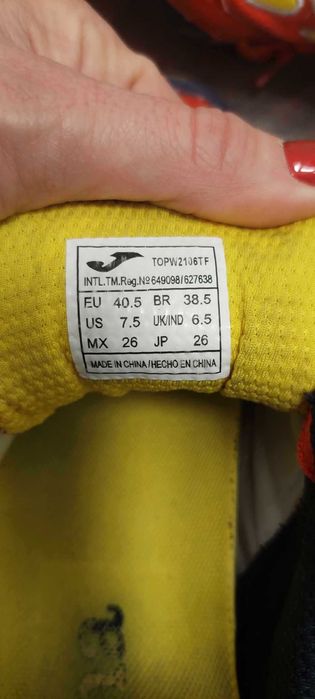 TOPW2106TF
INTL.TM.Reg.Nº649098/627638
EU 40.5 BR 38.5
US 7.5 UK/IND 6.5
MX 26 JP 26
MADE IN CHINA/HECHO EN CHINA